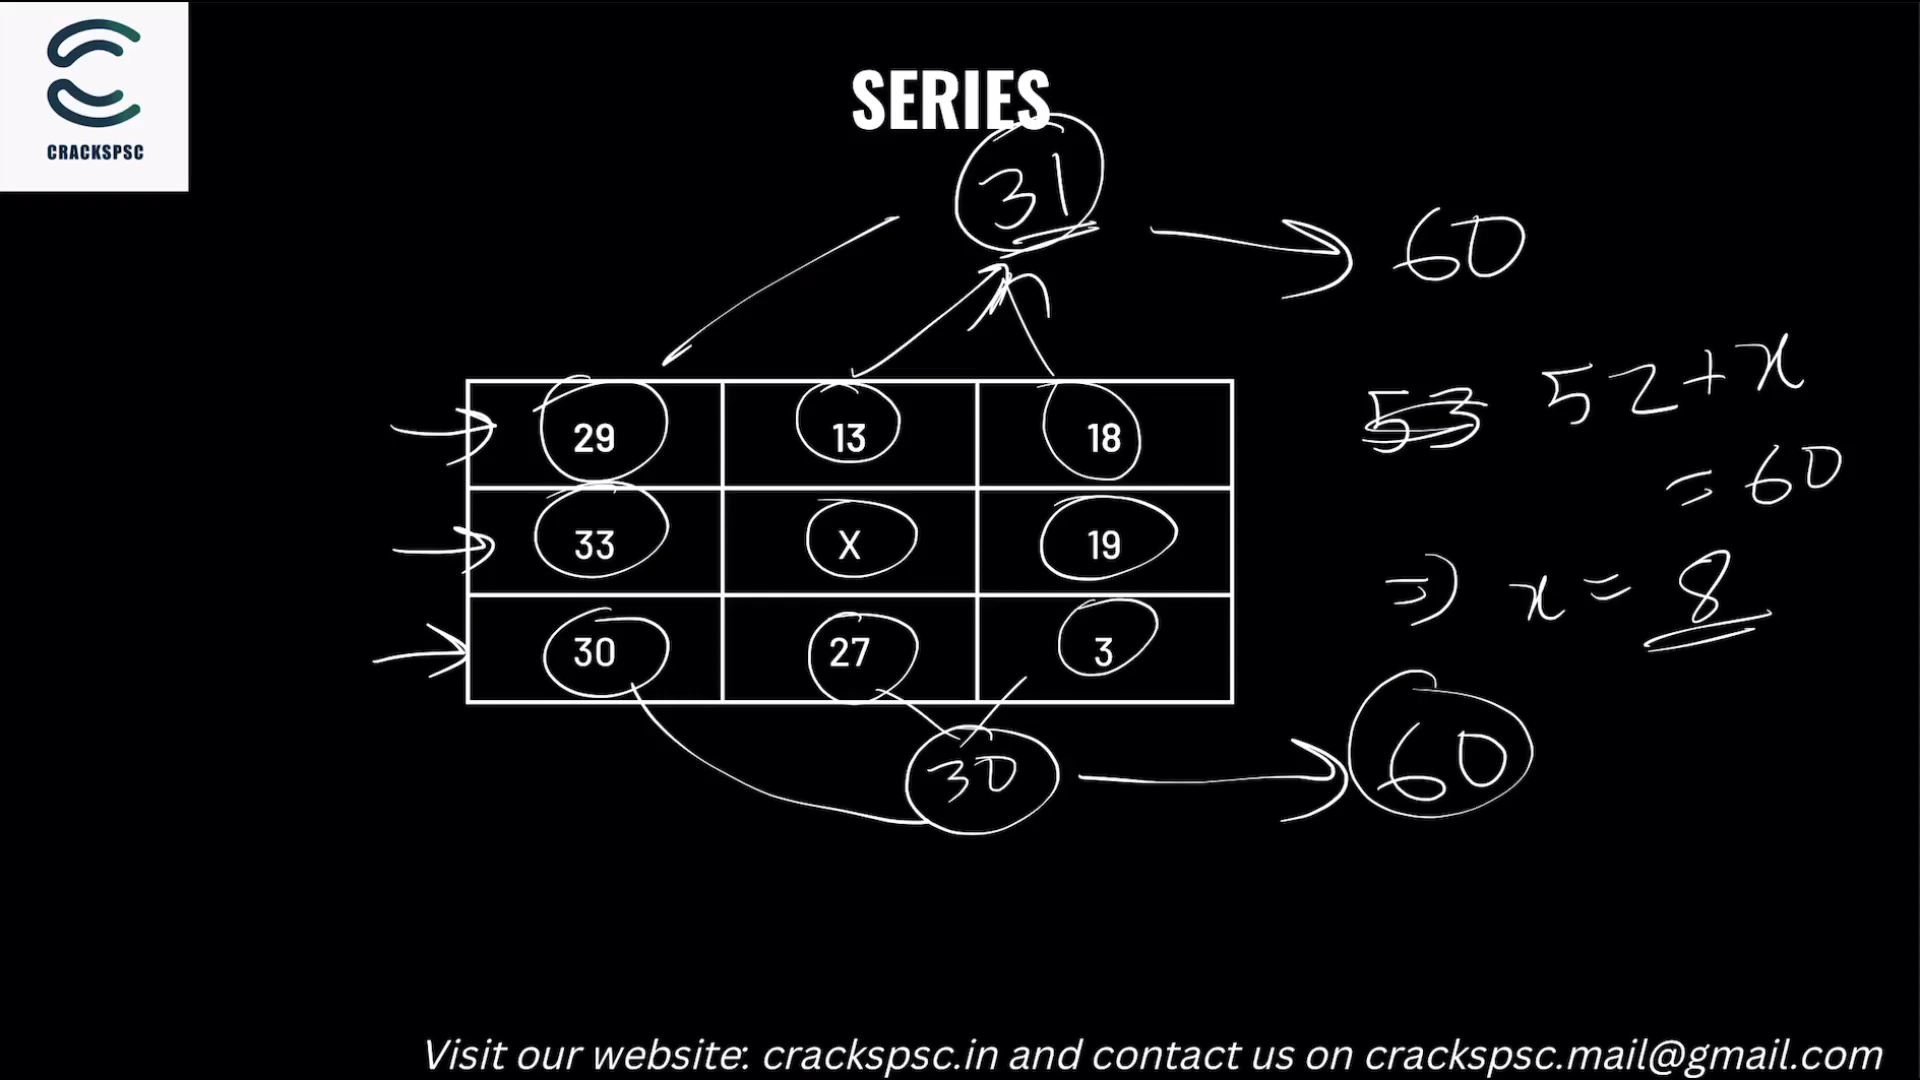 CRACKSPSC
SERIES
31
60
29 13 18
53 52+x
= 60
33 X 19
⇒ x = 8
30 27 3
30
60
Visit our website: crackspsc.in and contact us on crackspsc.mail@gmail.com